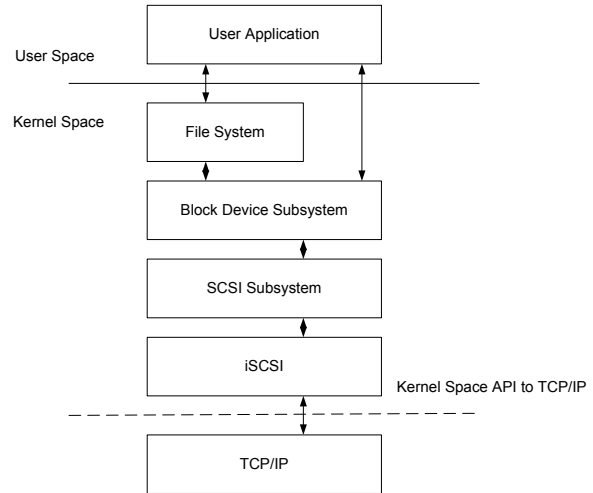 User Application
User Space
Kernel Space
File System
Block Device Subsystem
SCSI Subsystem
iSCSI
Kernel Space API to TCP/IP
TCP/IP